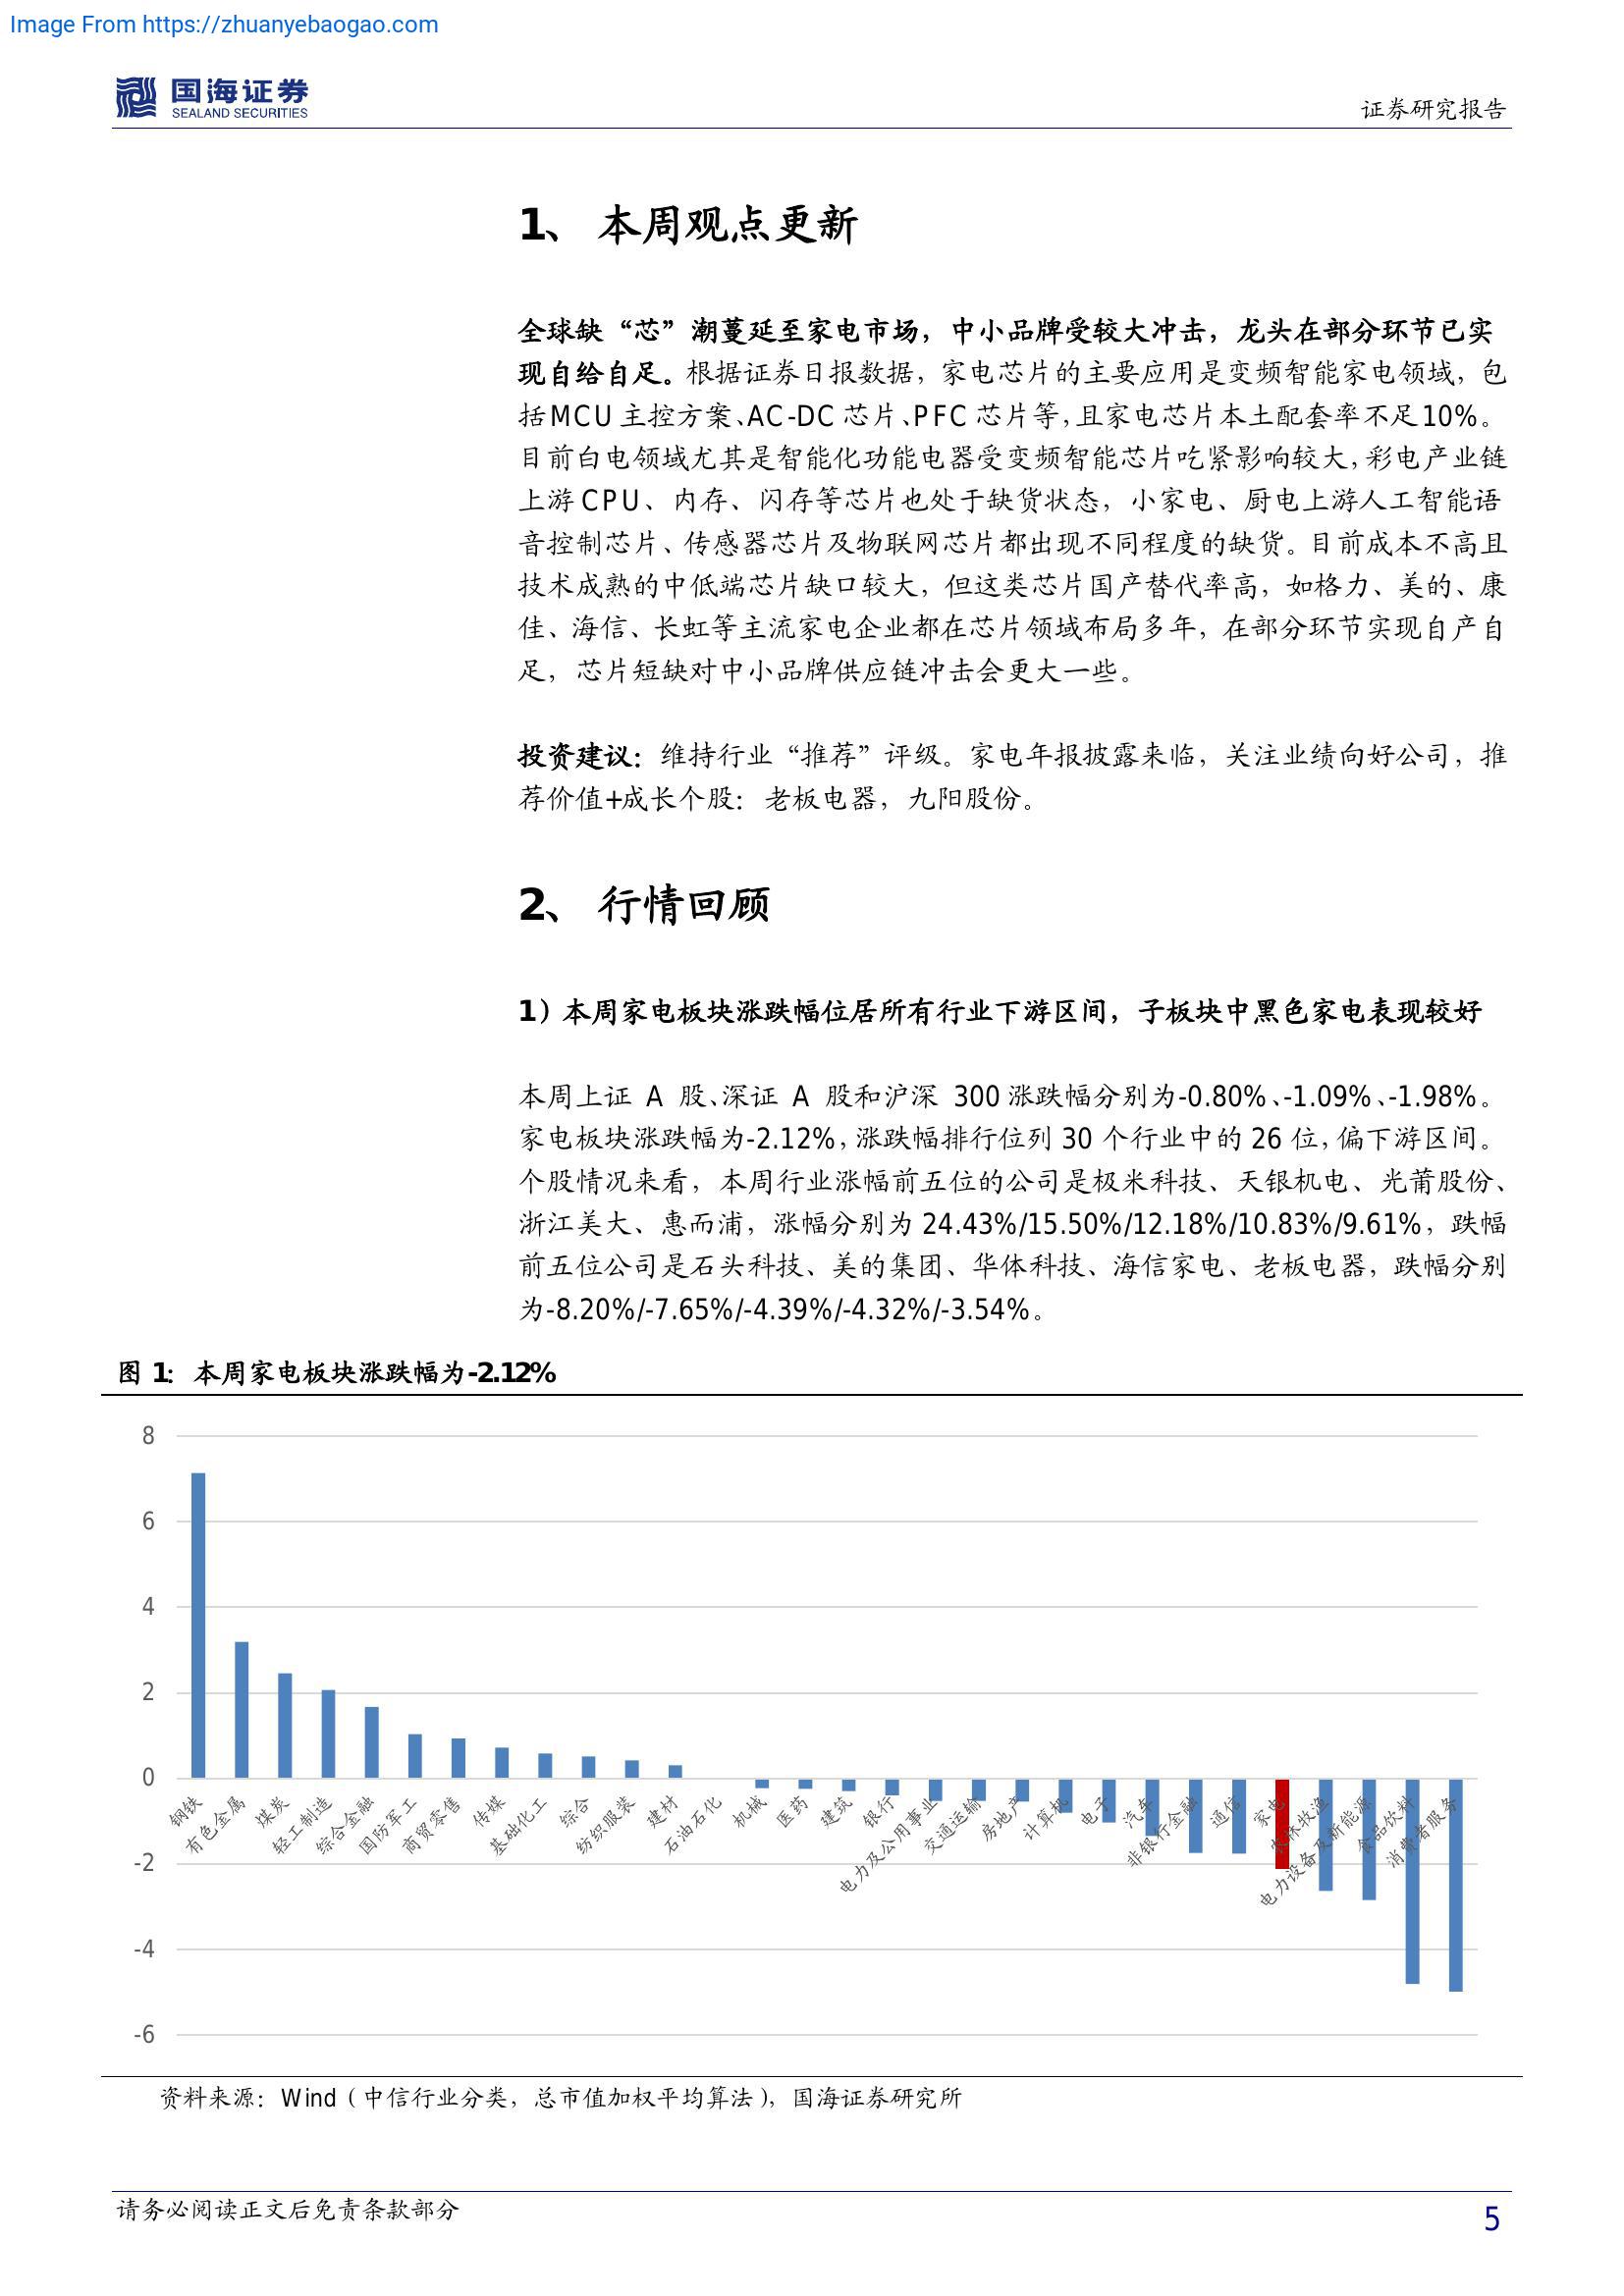 Image From https://zhuanyebaogao.com
国海证券
SEALAND SECURITIES
证券研究报告
1、 本周观点更新
全球缺“芯”潮蔓延至家电市场，中小品牌受较大冲击，龙头在部分环节已实
现自给自足。根据证券日报数据，家电芯片的主要应用是变频智能家电领域，包
括MCU 主控方案、AC-DC 芯片、PFC 芯片等，且家电芯片本土配套率不足10%。
目前白电领域尤其是智能化功能电器受变频智能芯片吃紧影响较大，彩电产业链
上游 CPU、内存、闪存等芯片也处于缺货状态，小家电、厨电上游人工智能语
音控制芯片、传感器芯片及物联网芯片都出现不同程度的缺货。目前成本不高且
技术成熟的中低端芯片缺口较大，但这类芯片国产替代率高，如格力、美的、康
佳、海信、长虹等主流家电企业都在芯片领域布局多年，在部分环节实现自产自
足，芯片短缺对中小品牌供应链冲击会更大一些。
投资建议：维持行业“推荐”评级。家电年报披露来临，关注业绩向好公司，推
荐价值+成长个股：老板电器，九阳股份。
2、 行情回顾
1）本周家电板块涨跌幅位居所有行业下游区间，子板块中黑色家电表现较好
本周上证 A 股、深证 A 股和沪深 300 涨跌幅分别为-0.80%、-1.09%、-1.98%。
家电板块涨跌幅为-2.12%，涨跌幅排行位列 30 个行业中的 26 位，偏下游区间。
个股情况来看，本周行业涨幅前五位的公司是极米科技、天银机电、光莆股份、
浙江美大、惠而浦，涨幅分别为 24.43%/15.50%/12.18%/10.83%/9.61%，跌幅
前五位公司是石头科技、美的集团、华体科技、海信家电、老板电器，跌幅分别
为-8.20%/-7.65%/-4.39%/-4.32%/-3.54%。
图 1：本周家电板块涨跌幅为-2.12%
8
6
4
2
0
-2
-4
-6
钢铁
有色金属
煤炭
轻工制造
综合金融
国防军工
商贸零售
传媒
基础化工
综合
纺织服装
建材
石油石化
机械
医药
建筑
银行
电力及公用事业
交通运输
房地产
计算机
电子
汽车
非银行金融
通信
家电
农林牧渔
电力设备及新能源
食品饮料
消费者服务
资料来源：Wind（中信行业分类，总市值加权平均算法），国海证券研究所
请务必阅读正文后免责条款部分
5